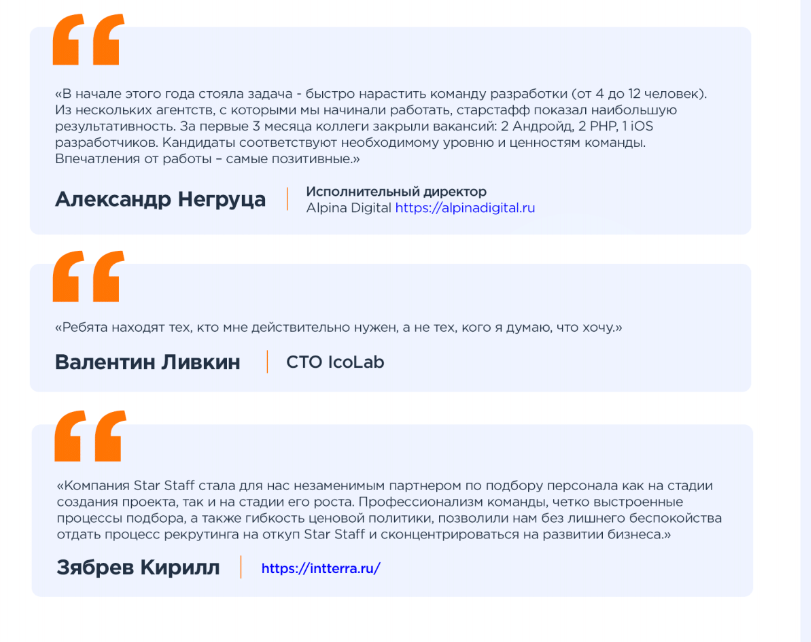 «В начале этого года стояла задача - быстро нарастить команду разработки (от 4 до 12 человек).
Из нескольких агентств, с которыми мы начинали работать, старстафф показал наибольшую
результативность. За первые 3 месяца коллеги закрыли вакансий: 2 Андройд, 2 PHP, 1 iOS
разработчиков. Кандидаты соответствуют необходимому уровню и ценностям команды.
Впечатления от работы – самые позитивные.»
Александр Негруца
Исполнительный директор
Alpina Digital https://alpinadigital.ru
«Ребята находят тех, кто мне действительно нужен, а не тех, кого я думаю, что хочу.»
Валентин Ливкин
CTO IcoLab
«Компания Star Staff стала для нас незаменимым партнером по подбору персонала как на стадии
создания проекта, так и на стадии его роста. Профессионализм команды, четко выстроенные
процессы подбора, а также гибкость ценовой политики, позволили нам без лишнего беспокойства
отдать процесс рекрутинга на откуп Star Staff и сконцентрироваться на развитии бизнеса.»
Зябрев Кирилл
https://intterra.ru/